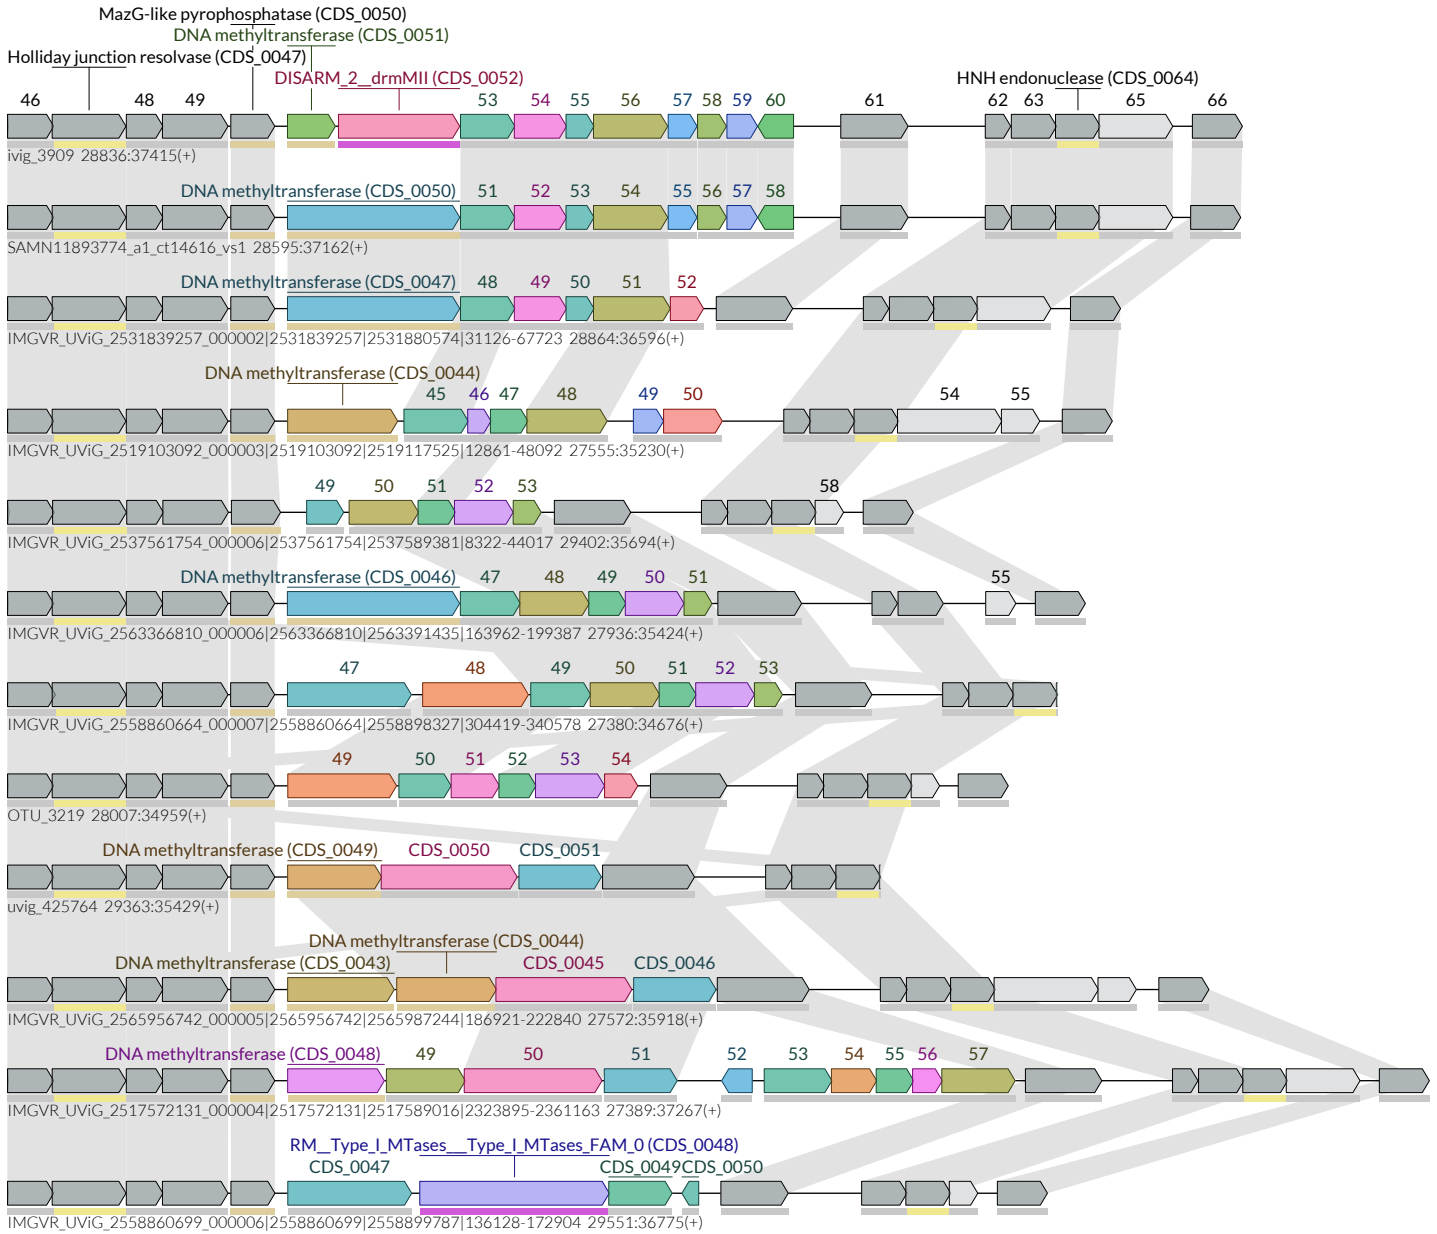 MazG-like pyrophosphatase (CDS_0050)
DNA methyltransferase (CDS_0051)
Holliday junction resolvase (CDS_0047)
DISARM_2__drmMII (CDS_0052) HNH endonuclease (CDS_0064)
46 48 49 53 54 55 56 57 58 59 60 61 62 63 65 66
ivig_3909 28836:37415(+)
DNA methyltransferase (CDS_0050) 51 52 53 54 55 56 57 58
SAMN11893774_a1_ct14616_vs1 28595:37162(+)
DNA methyltransferase (CDS_0047) 48 49 50 51 52
IMGVR_UViG_2531839257_000002|2531839257|2531880574|31126-67723 28864:36596(+)
DNA methyltransferase (CDS_0044)
45 46 47 48 49 50 54 55
IMGVR_UViG_2519103092_000003|2519103092|2519117525|12861-48092 27555:35230(+)
49 50 51 52 53 58
IMGVR_UViG_2537561754_000006|2537561754|2537589381|8322-44017 29402:35694(+)
DNA methyltransferase (CDS_0046) 47 48 49 50 51 55
IMGVR_UViG_2563366810_000006|2563366810|2563391435|163962-199387 27936:35424(+)
47 48 49 50 51 52 53
IMGVR_UViG_2558860664_000007|2558860664|2558898327|304419-340578 27380:34676(+)
49 50 51 52 53 54
OTU_3219 28007:34959(+)
DNA methyltransferase (CDS_0049) CDS_0050 CDS_0051
uvig_425764 29363:35429(+)
DNA methyltransferase (CDS_0044)
DNA methyltransferase (CDS_0043) CDS_0045 CDS_0046
IMGVR_UViG_2565956742_000005|2565956742|2565987244|186921-222840 27572:35918(+)
DNA methyltransferase (CDS_0048) 49 50 51 52 53 54 55 56 57
IMGVR_UViG_2517572131_000004|2517572131|2517589016|2323895-2361163 27389:37267(+)
RM__Type_I_MTases___Type_I_MTases_FAM_0 (CDS_0048)
CDS_0047 CDS_0049 CDS_0050
IMGVR_UViG_2558860699_000006|2558860699|2558899787|136128-172904 29551:36775(+)